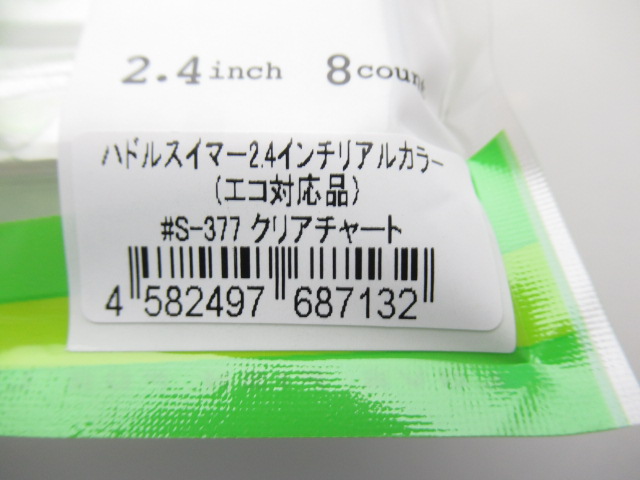 2.4inch 8count
ハドルスイマー2.4インチリアルカラー
(エコ対応品)
#S-377 クリアチャート
4 582497 687132